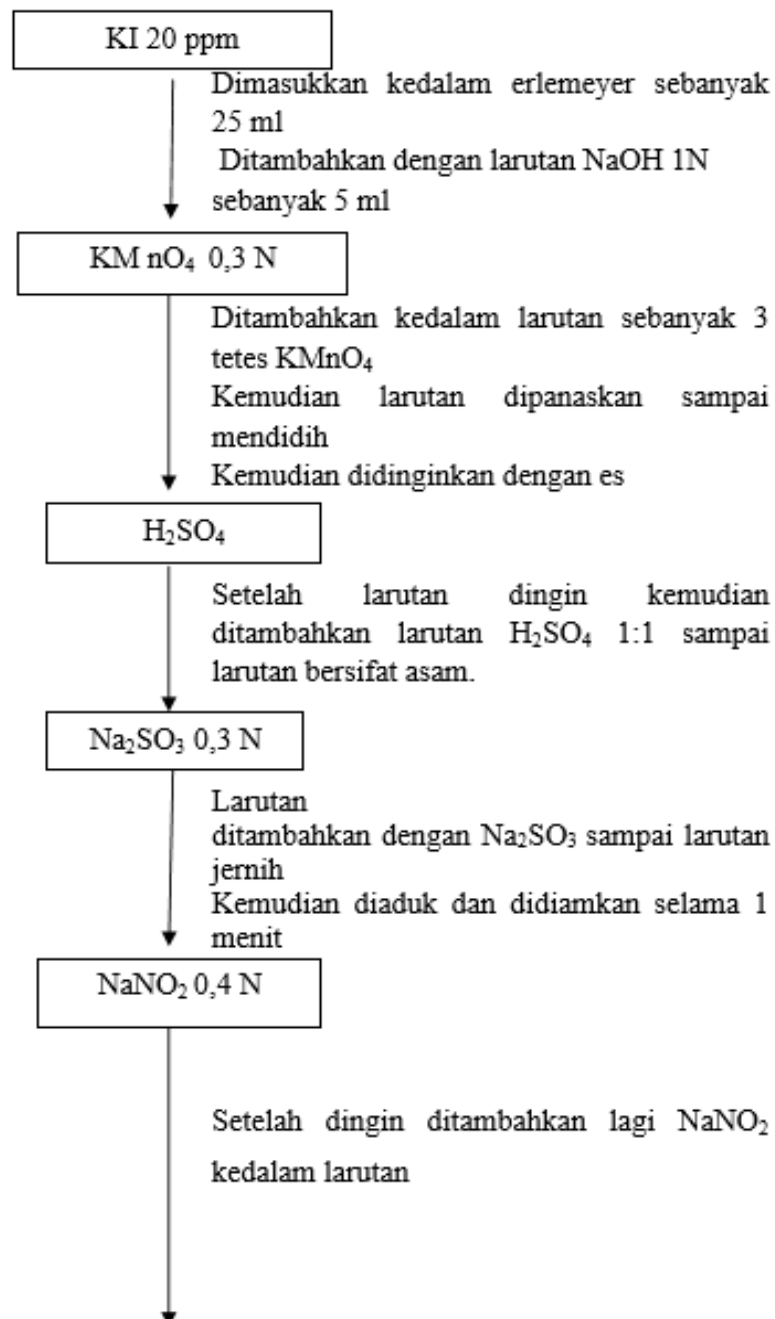 KI 20 ppm
Dimasukkan kedalam erlemeyer sebanyak
25 ml
Ditambahkan dengan larutan NaOH 1N
sebanyak 5 ml
KM nO₄ 0,3 N
Ditambahkan kedalam larutan sebanyak 3
tetes KMnO₄
Kemudian larutan dipanaskan sampai
mendidih
Kemudian didinginkan dengan es
H₂SO₄
Setelah larutan dingin kemudian
ditambahkan larutan H₂SO₄ 1:1 sampai
larutan bersifat asam.
Na₂SO₃ 0,3 N
Larutan
ditambahkan dengan Na₂SO₃ sampai larutan
jernih
Kemudian diaduk dan didiamkan selama 1
menit
NaNO₂ 0,4 N
Setelah dingin ditambahkan lagi NaNO₂
kedalam larutan